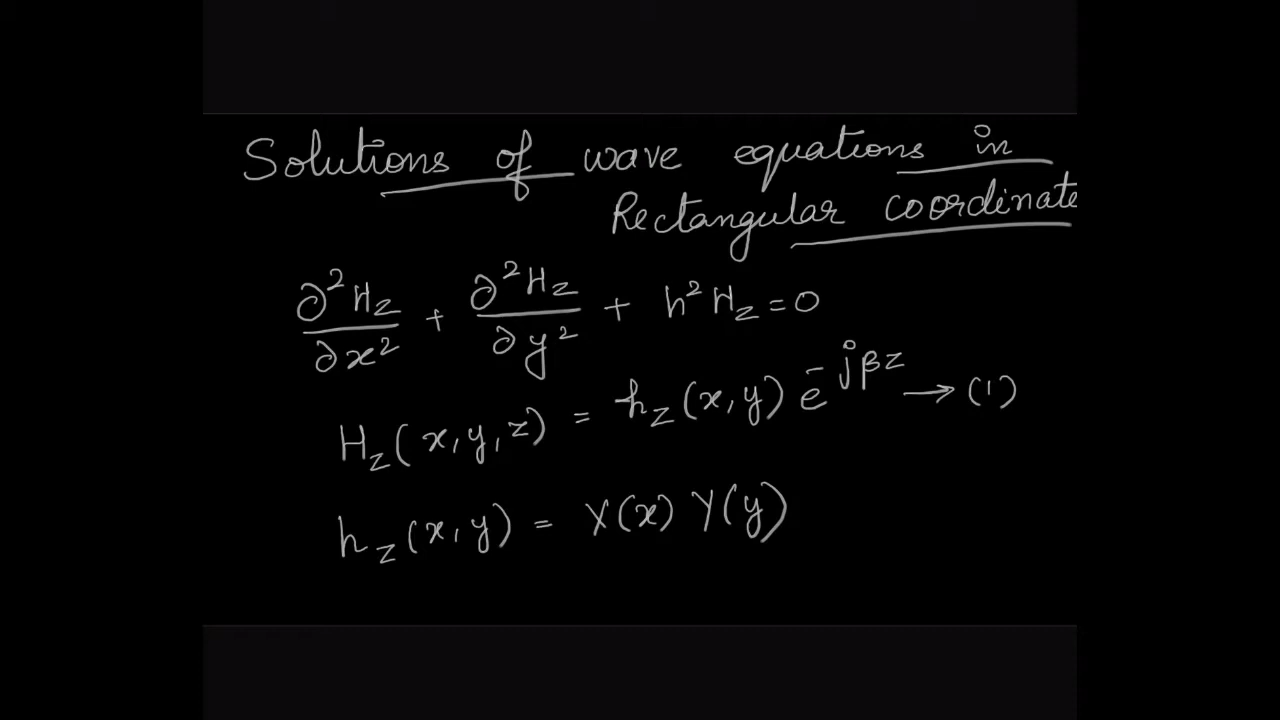 Solutions of wave equations in
Rectangular coordinate
∂²Hz/∂x² + ∂²Hz/∂y² + h²Hz = 0
Hz(x,y,z) = hz(x,y) e^-jβz → (1)
hz(x,y) = X(x) Y(y)